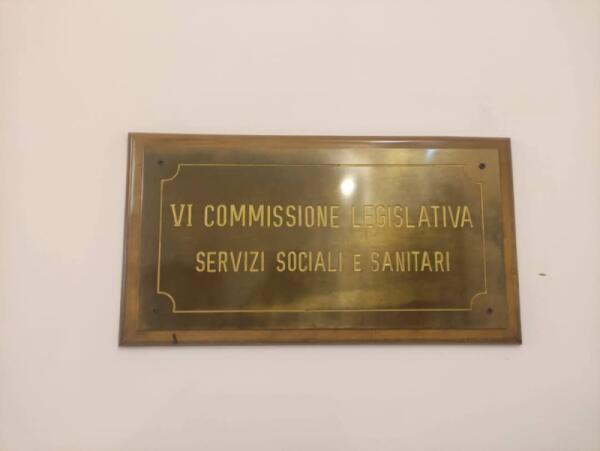 VI COMMISSIONE LEGISLATIVA
SERVIZI SOCIALI E SANITARI